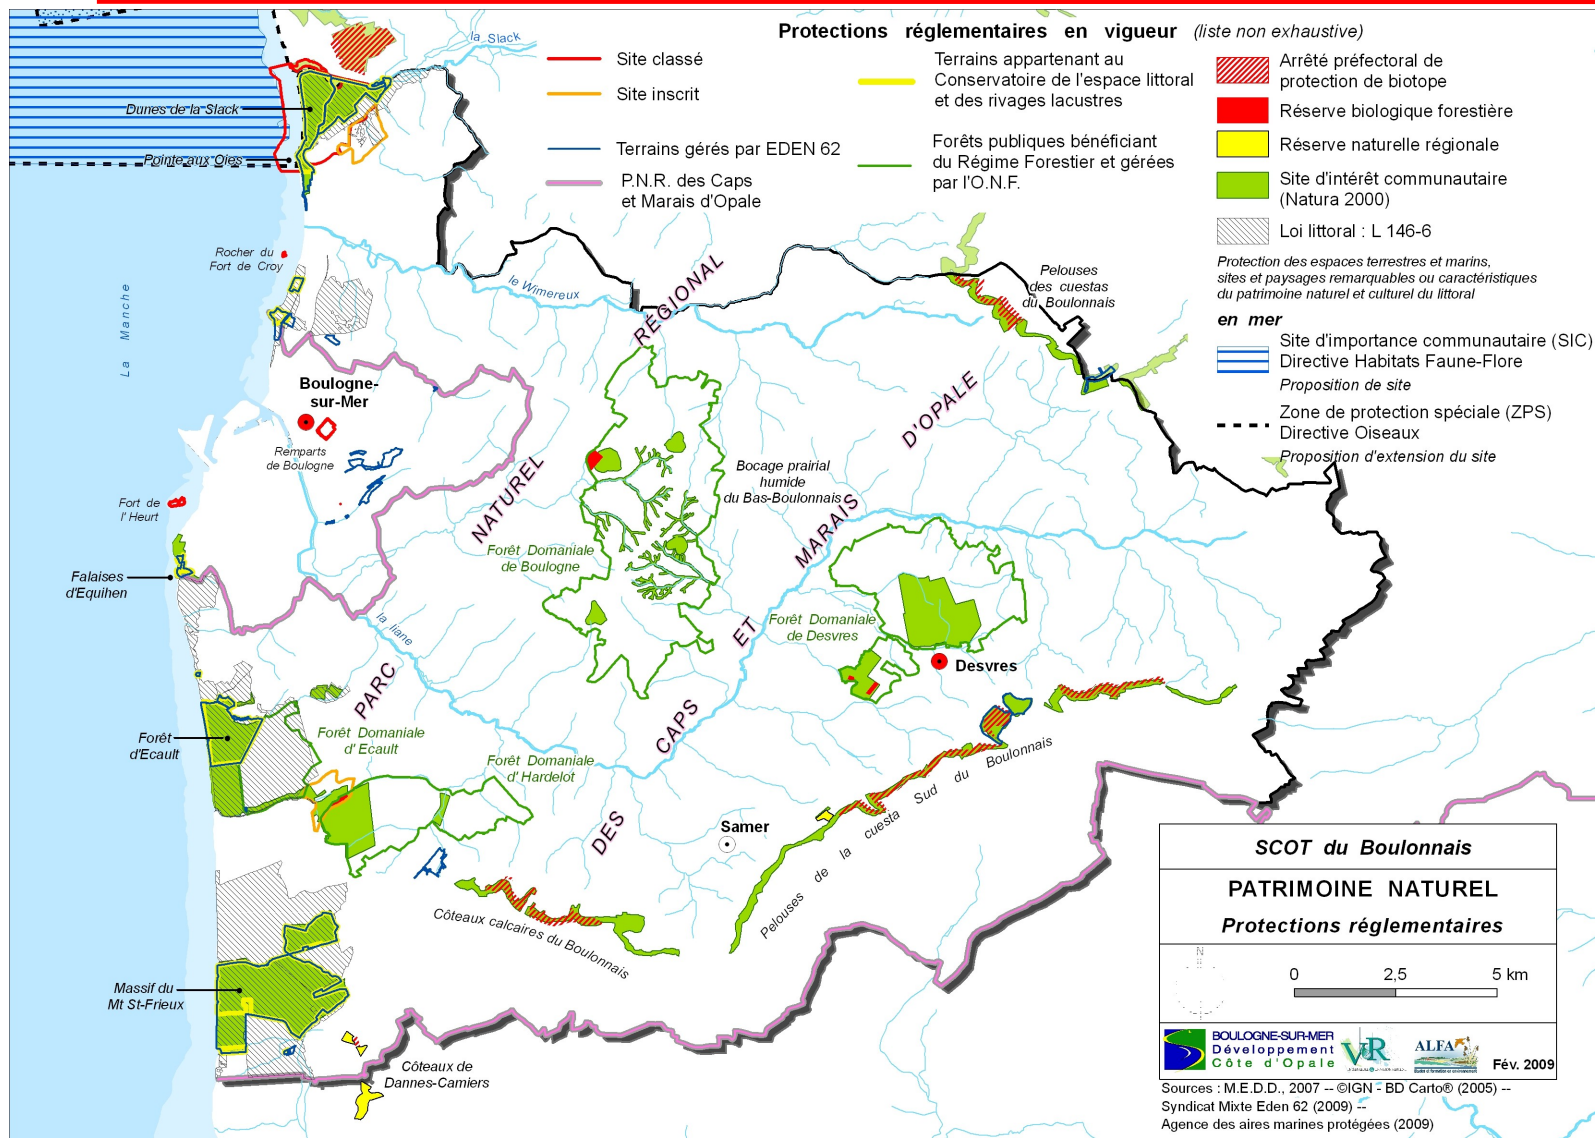 Protections réglementaires en vigueur (liste non exhaustive)
Site classé
Site inscrit
Terrains gérés par EDEN 62
P.N.R. des Caps
et Marais d'Opale
Terrains appartenant au
Conservatoire de l'espace littoral
et des rivages lacustres
Forêts publiques bénéficiant
du Régime Forestier et gérées
par l'O.N.F.
Arrêté préfectoral de
protection de biotope
Réserve biologique forestière
Réserve naturelle régionale
Site d'intérêt communautaire
(Natura 2000)
Loi littoral : L 146-6
Protection des espaces terrestres et marins,
sites et paysages remarquables ou caractéristiques
du patrimoine naturel et culturel du littoral
en mer
Site d'importance communautaire (SIC)
Directive Habitats Faune-Flore
Proposition de site
Zone de protection spéciale (ZPS)
Directive Oiseaux
Proposition d'extension du site
la Slack
Dunes de la Slack
Pointe aux Oies
Rocher du
Fort de Croy
La Manche
le Wimereux
Pelouses
des cuestas
du Boulonnais
Boulogne-
sur-Mer
Remparts
de Boulogne
Fort de
l'Heurt
Falaises
d'Equihen
PARC
NATUREL
RÉGIONAL
DES
CAPS
ET
MARAIS
D'OPALE
Bocage prairial
humide
du Bas-Boulonnais
Forêt Domaniale
de Boulogne
Forêt Domaniale
de Desvres
Desvres
la liane
Forêt
d'Ecault
Forêt Domaniale
d'Ecault
Forêt Domaniale
d'Hardelot
Samer
Pelouses de la cuesta Sud du Boulonnais
Côteaux calcaires du Boulonnais
Massif du
Mt St-Frieux
Côteaux de
Dannes-Camiers
SCOT du Boulonnais
PATRIMOINE NATUREL
Protections réglementaires
N
0 2,5 5 km
BOULOGNE-SUR-MER
Développement
Côte d'Opale
VR
ALFA
Fév. 2009
Sources : M.E.D.D., 2007 -- ©IGN - BD Carto® (2005) --
Syndicat Mixte Eden 62 (2009) --
Agence des aires marines protégées (2009)